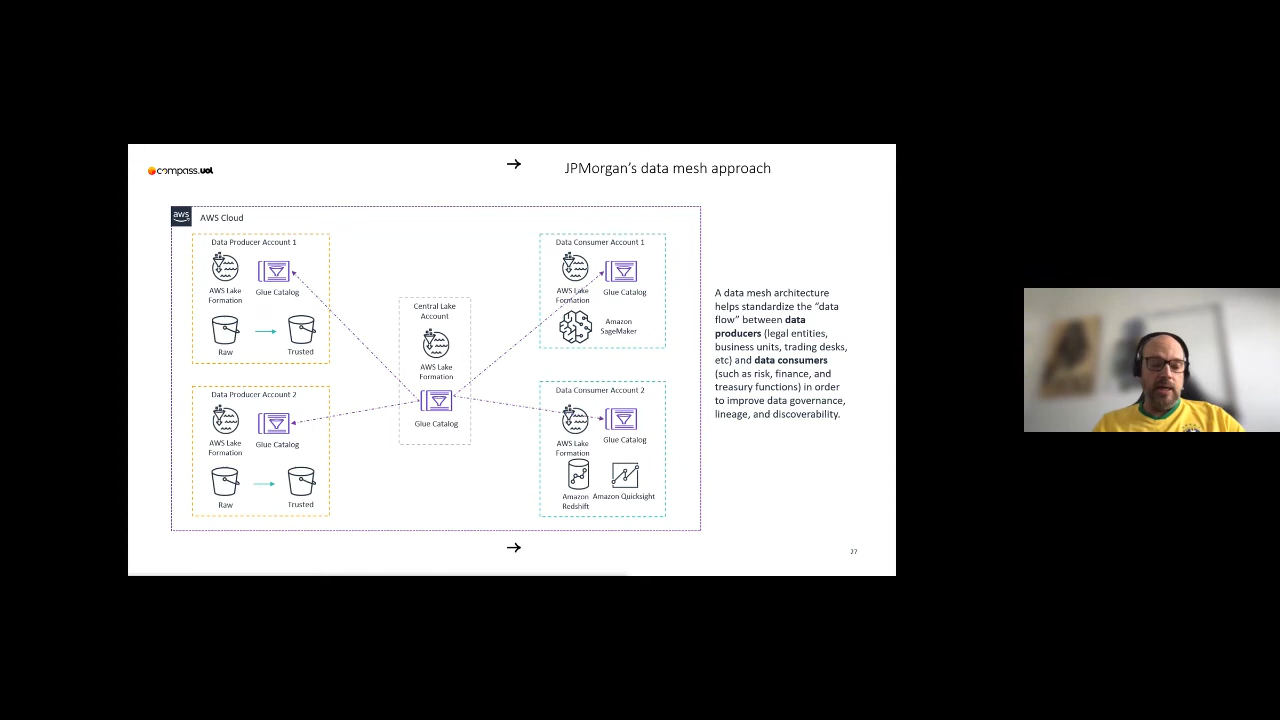 compass.uol
→ JPMorgan's data mesh approach
aws
AWS Cloud
Data Producer Account 1
AWS Lake
Formation
Glue Catalog
Raw
Trusted
Data Producer Account 2
AWS Lake
Formation
Glue Catalog
Raw
Trusted
Central Lake
Account
AWS Lake
Formation
Glue Catalog
Data Consumer Account 1
AWS Lake
Formation
Glue Catalog
Amazon
SageMaker
Data Consumer Account 2
AWS Lake
Formation
Glue Catalog
Amazon
Redshift
Amazon Quicksight
A data mesh architecture
helps standardize the “data
flow” between data
producers (legal entities,
business units, trading desks,
etc) and data consumers
(such as risk, finance, and
treasury functions) in order
to improve data governance,
lineage, and discoverability.
→
27